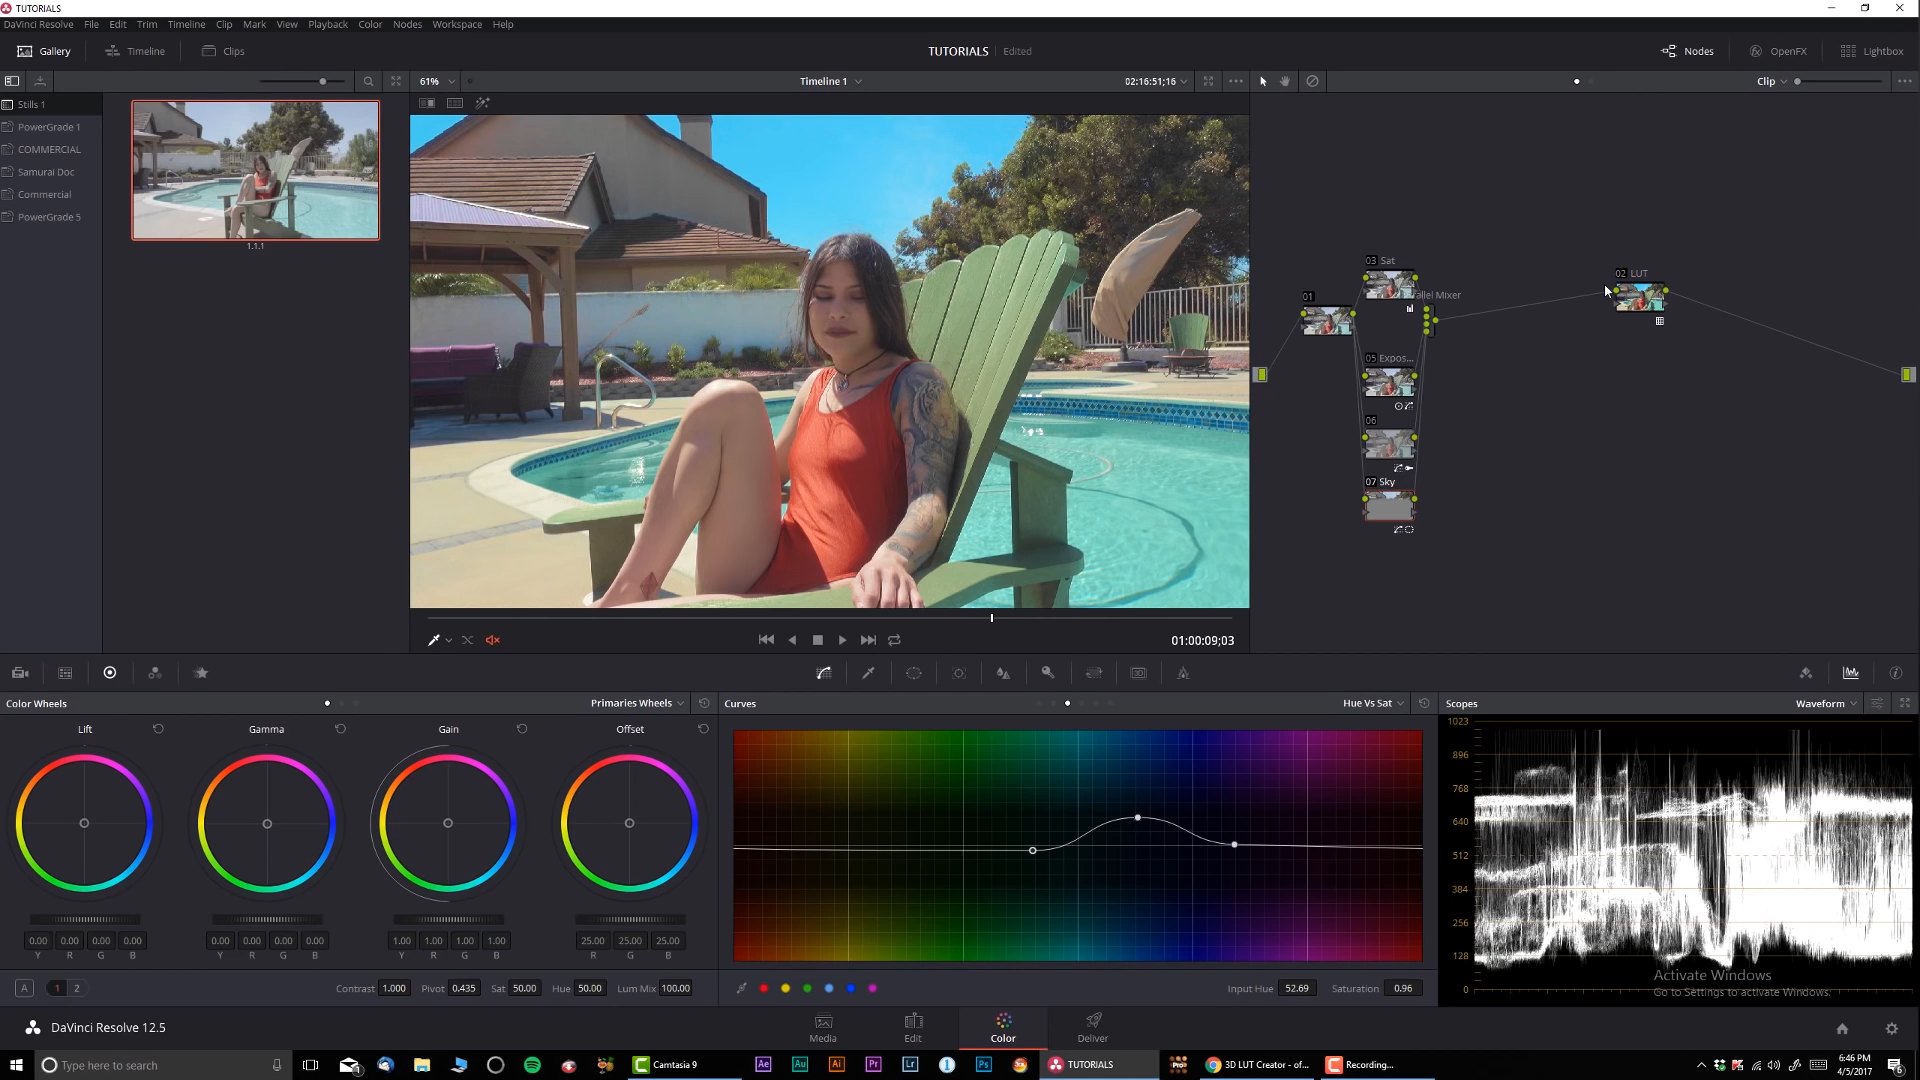 TUTORIALS
DaVinci Resolve File Edit Trim Timeline Clip Mark View Playback Color Nodes Workspace Help
Gallery Timeline Clips TUTORIALS Edited Nodes OpenFX Lightbox
61% Timeline 1 02:16:51;16 Clip
Stills 1
PowerGrade 1
COMMERCIAL
Samurai Doc
Commercial
PowerGrade 5
1.1.1
03 Sat
01
allel Mixer
02 LUT
05 Expos...
06
07 Sky
01:00:09;03
Color Wheels Primaries Wheels Curves Hue Vs Sat Scopes Waveform
Lift Gamma Gain Offset
0.00 0.00 0.00 0.00 0.00 0.00 0.00 0.00 1.00 1.00 1.00 1.00 25.00 25.00 25.00
Y R G B Y R G B Y R G B R G B
A 1 2 Contrast 1.000 Pivot 0.435 Sat 50.00 Hue 50.00 Lum Mix 100.00
Input Hue 52.69 Saturation 0.96
1023
896
768
640
512
384
256
128
0
Activate Windows
Go to Settings to activate Windows.
DaVinci Resolve 12.5 Media Edit Color Deliver
Type here to search Camtasia 9 Ae Au Ai Pr Lr Ps TUTORIALS 3D LUT Creator - of... Recording...
6:46 PM
4/5/2017